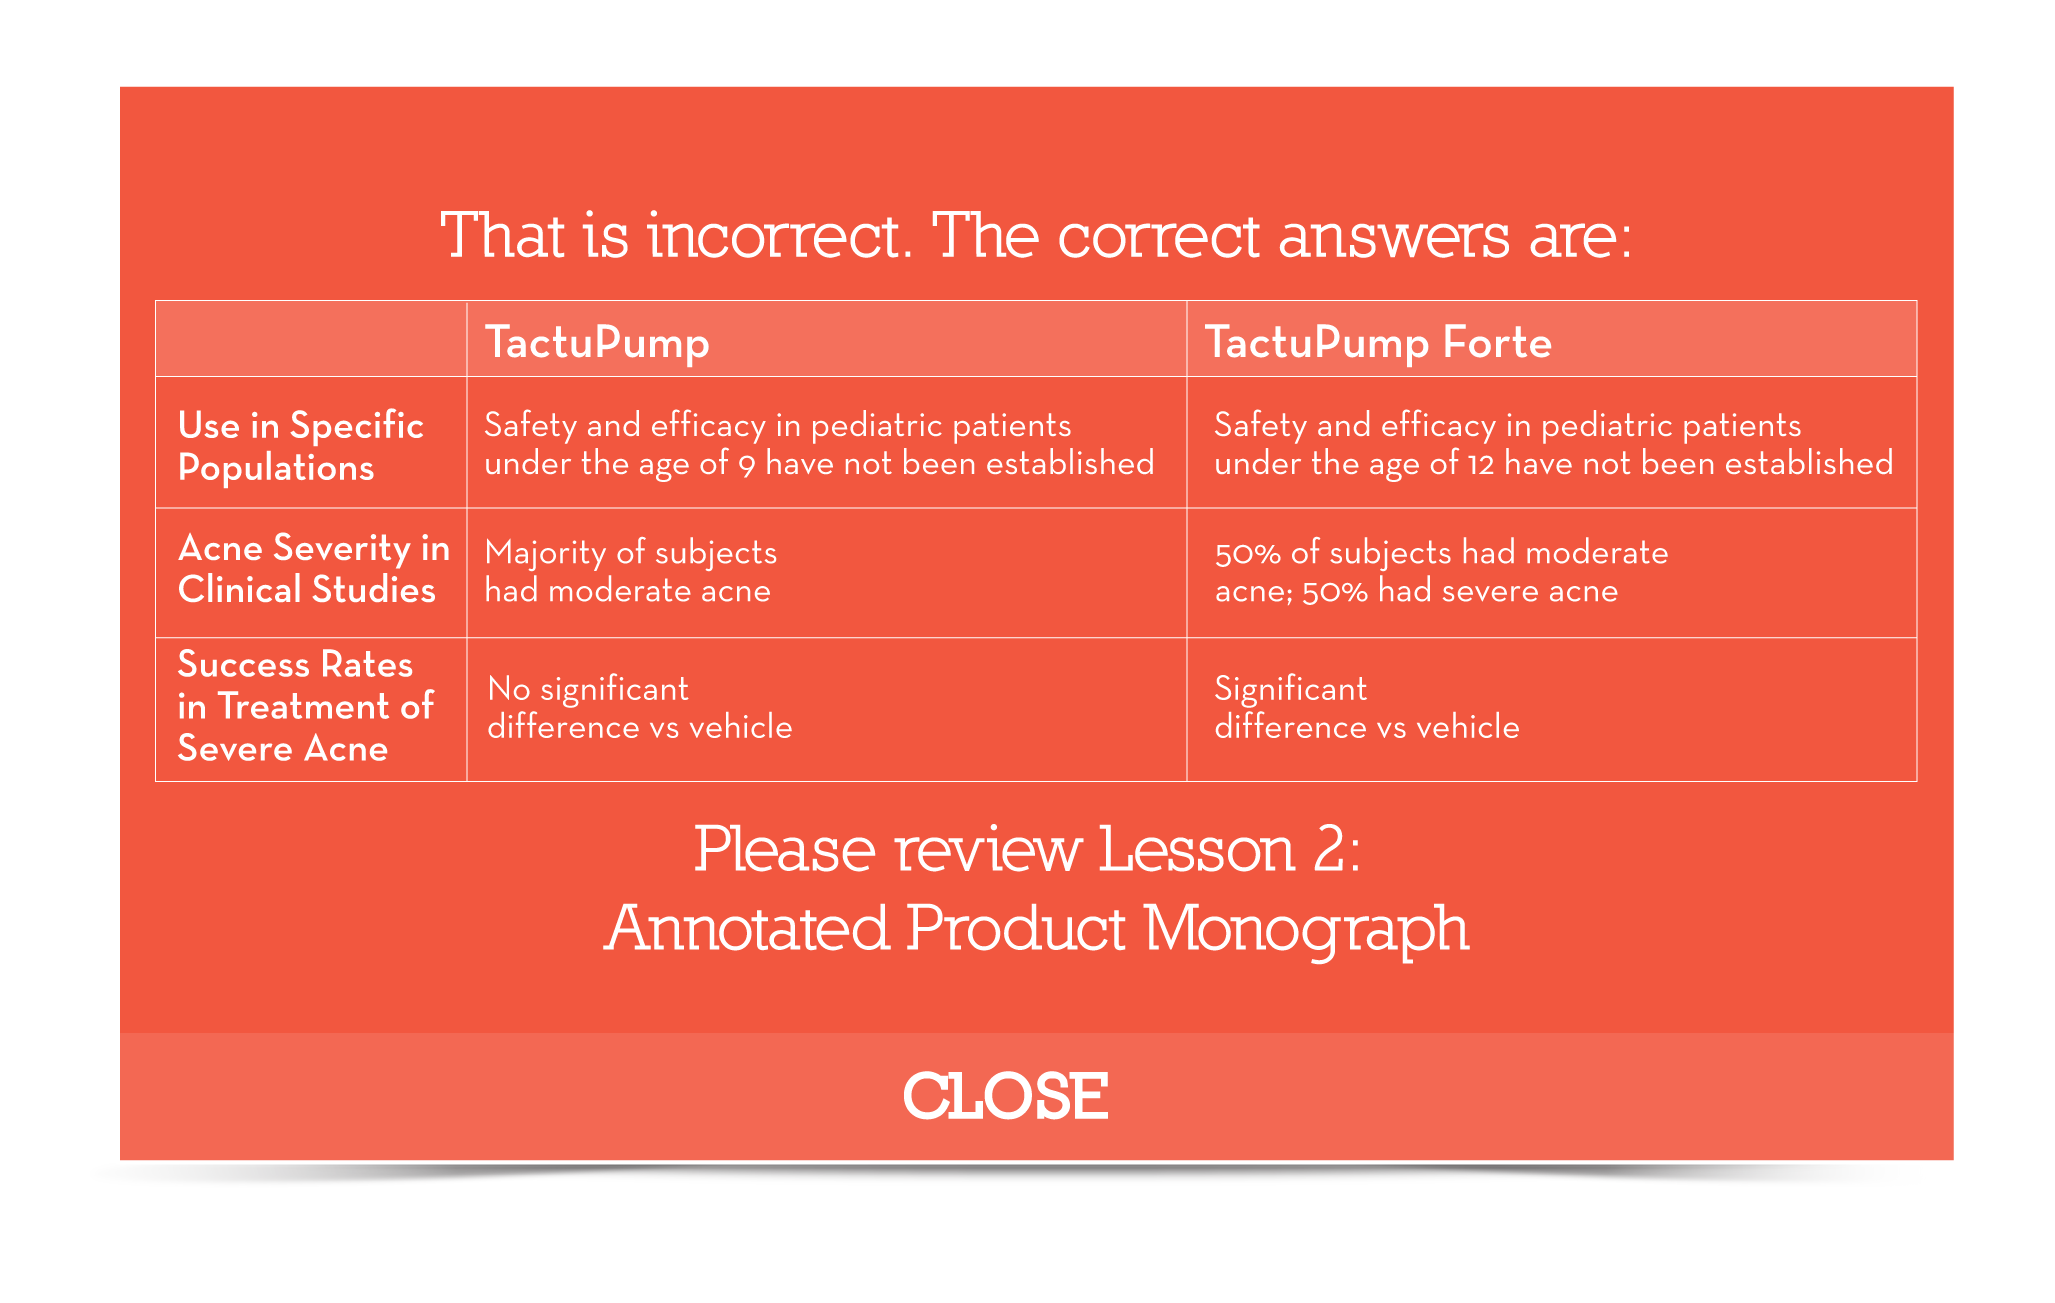 That is incorrect. The correct answers are:
TactuPump
TactuPump Forte
Use in Specific
Populations
Safety and efficacy in pediatric patients
under the age of 9 have not been established
Safety and efficacy in pediatric patients
under the age of 12 have not been established
Acne Severity in
Clinical Studies
Majority of subjects
had moderate acne
50% of subjects had moderate
acne; 50% had severe acne
Success Rates
in Treatment of
Severe Acne
No significant
difference vs vehicle
Significant
difference vs vehicle
Please review Lesson 2:
Annotated Product Monograph
CLOSE